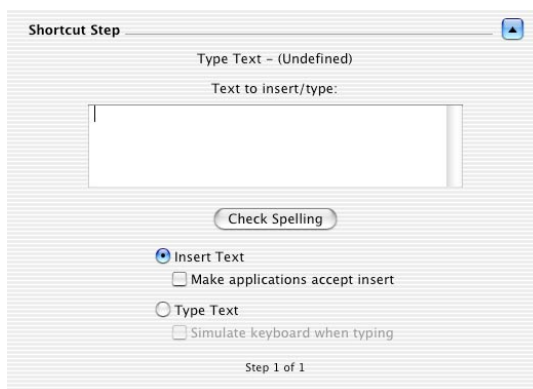 Shortcut Step
Type Text – (Undefined)
Text to insert/type:
Check Spelling
Insert Text
Make applications accept insert
Type Text
Simulate keyboard when typing
Step 1 of 1